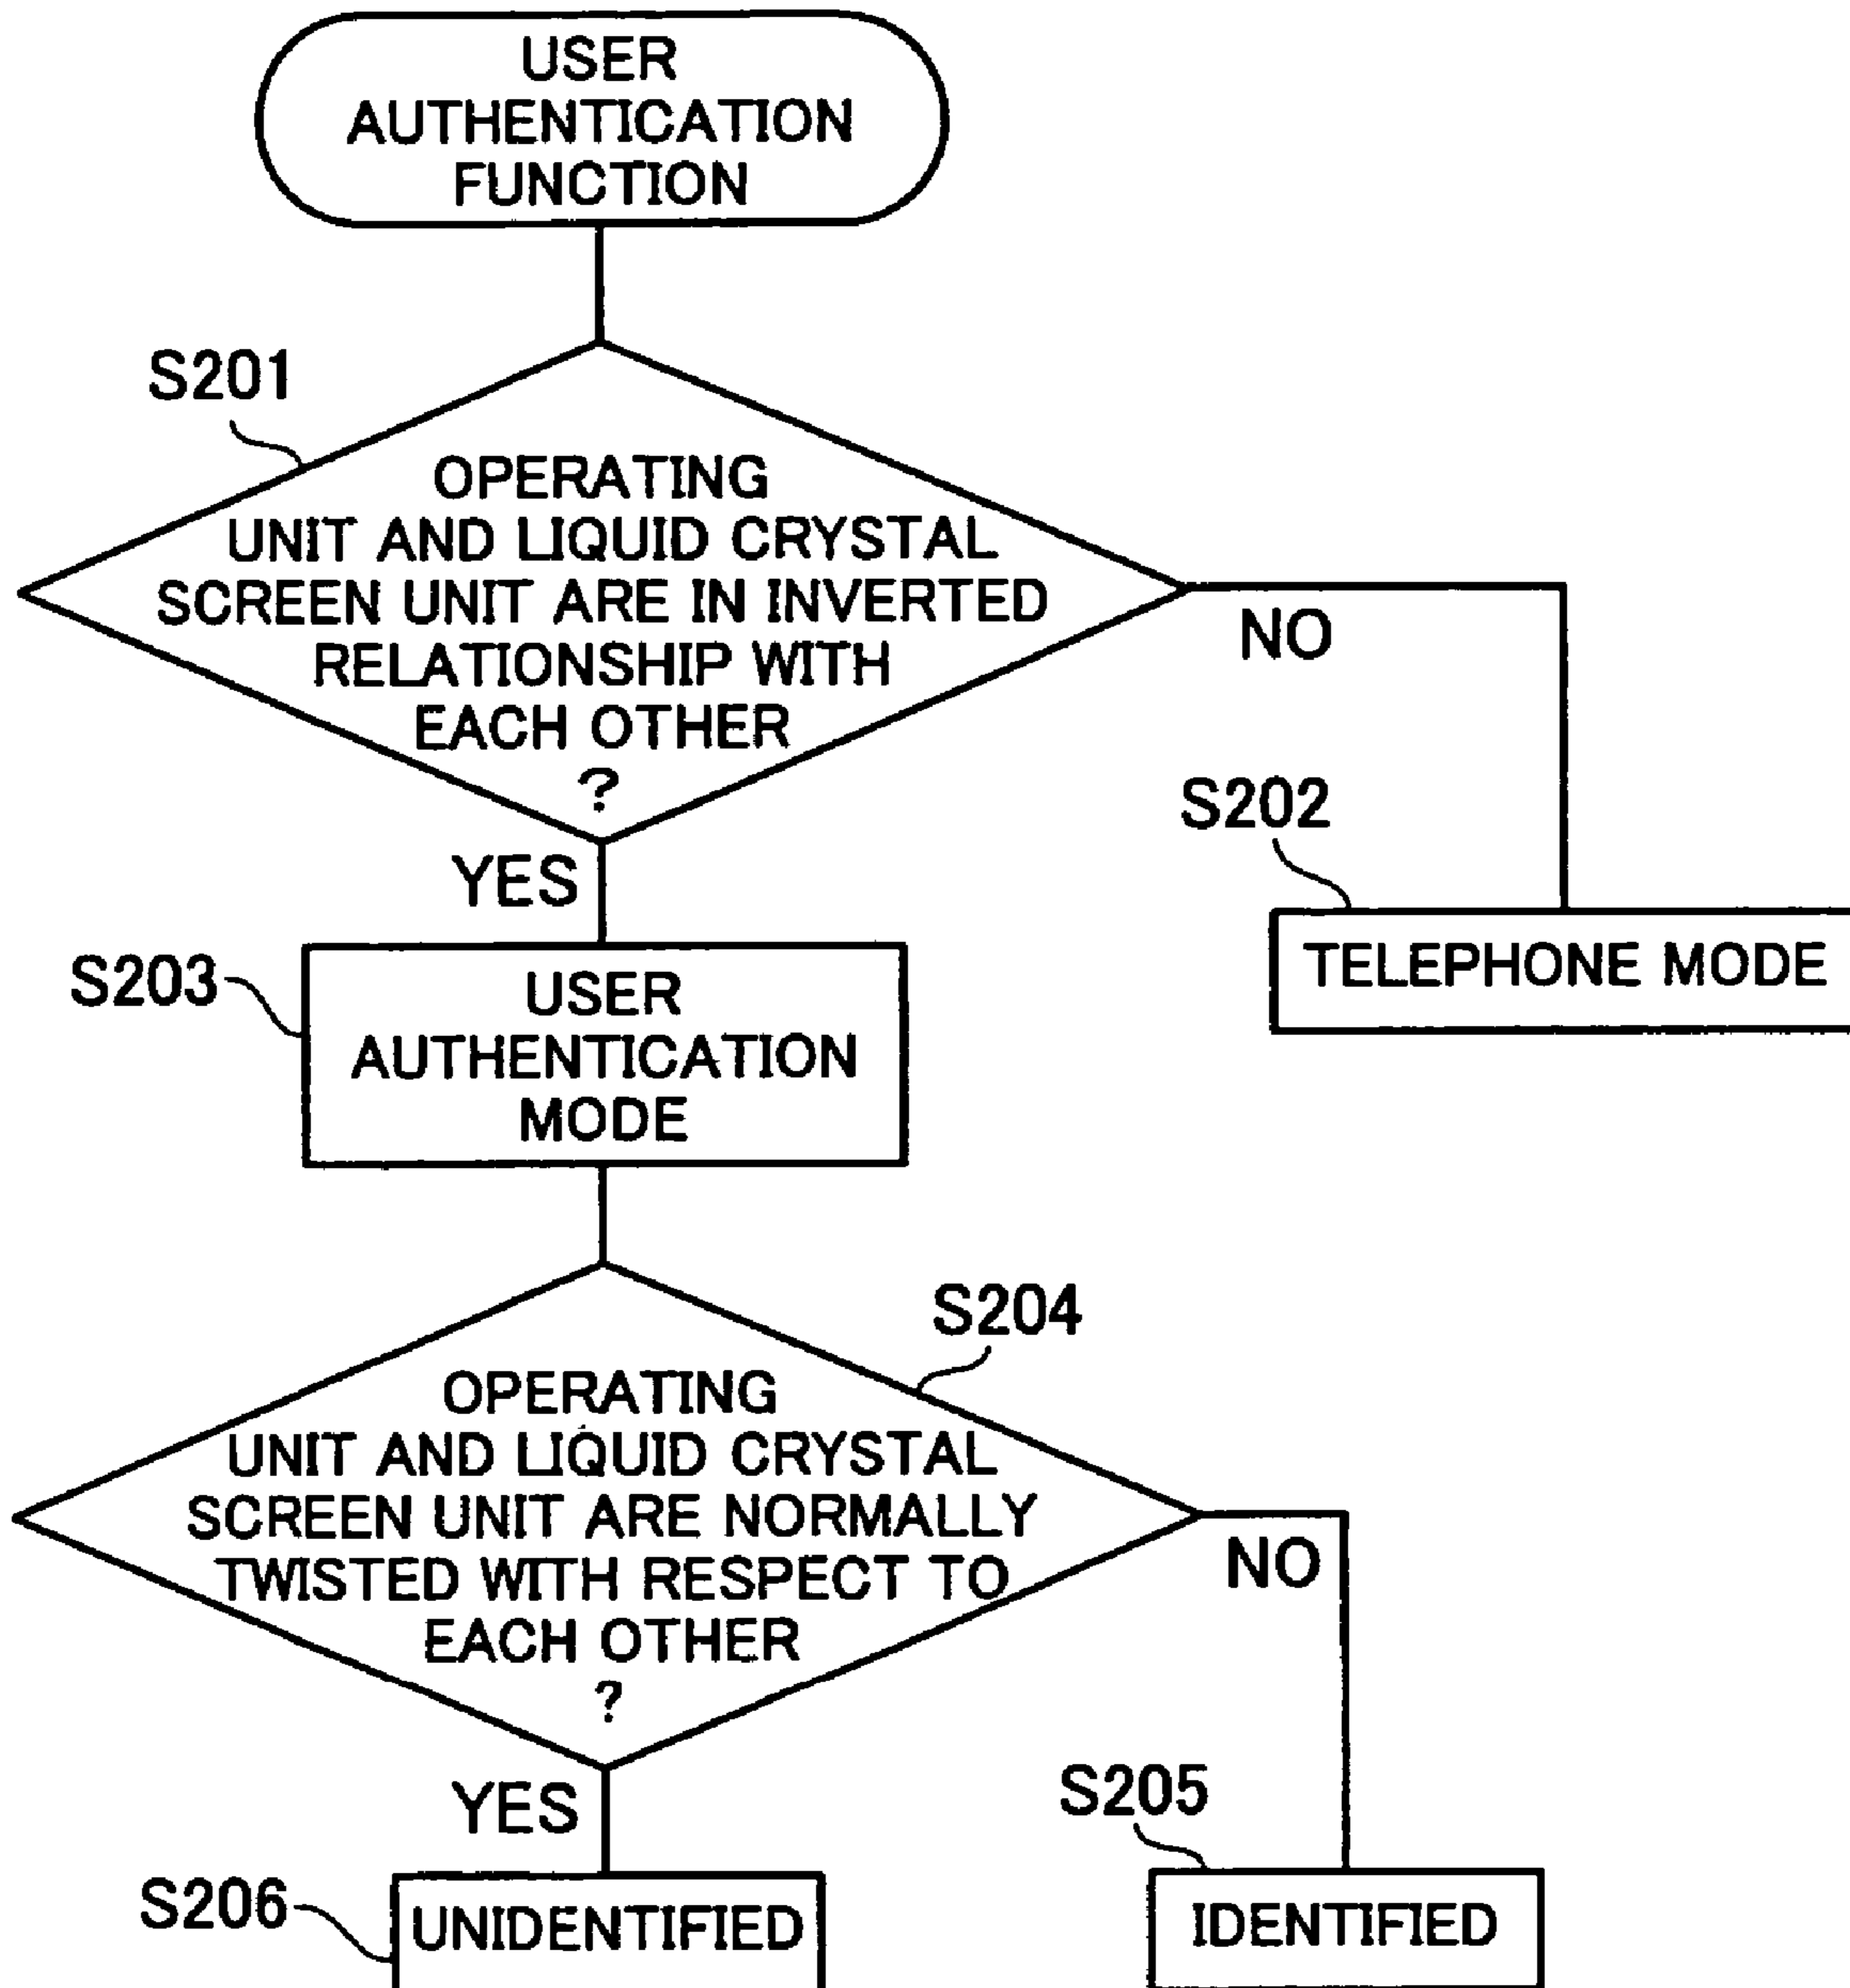 USER
AUTHENTICATION
FUNCTION
S201
OPERATING
UNIT AND LIQUID CRYSTAL
SCREEN UNIT ARE IN INVERTED
RELATIONSHIP WITH
EACH OTHER
?
NO
YES
S202
TELEPHONE MODE
S203
USER
AUTHENTICATION
MODE
S204
OPERATING
UNIT AND LIQUID CRYSTAL
SCREEN UNIT ARE NORMALLY
TWISTED WITH RESPECT TO
EACH OTHER
?
NO
YES
S205
IDENTIFIED
S206
UNIDENTIFIED